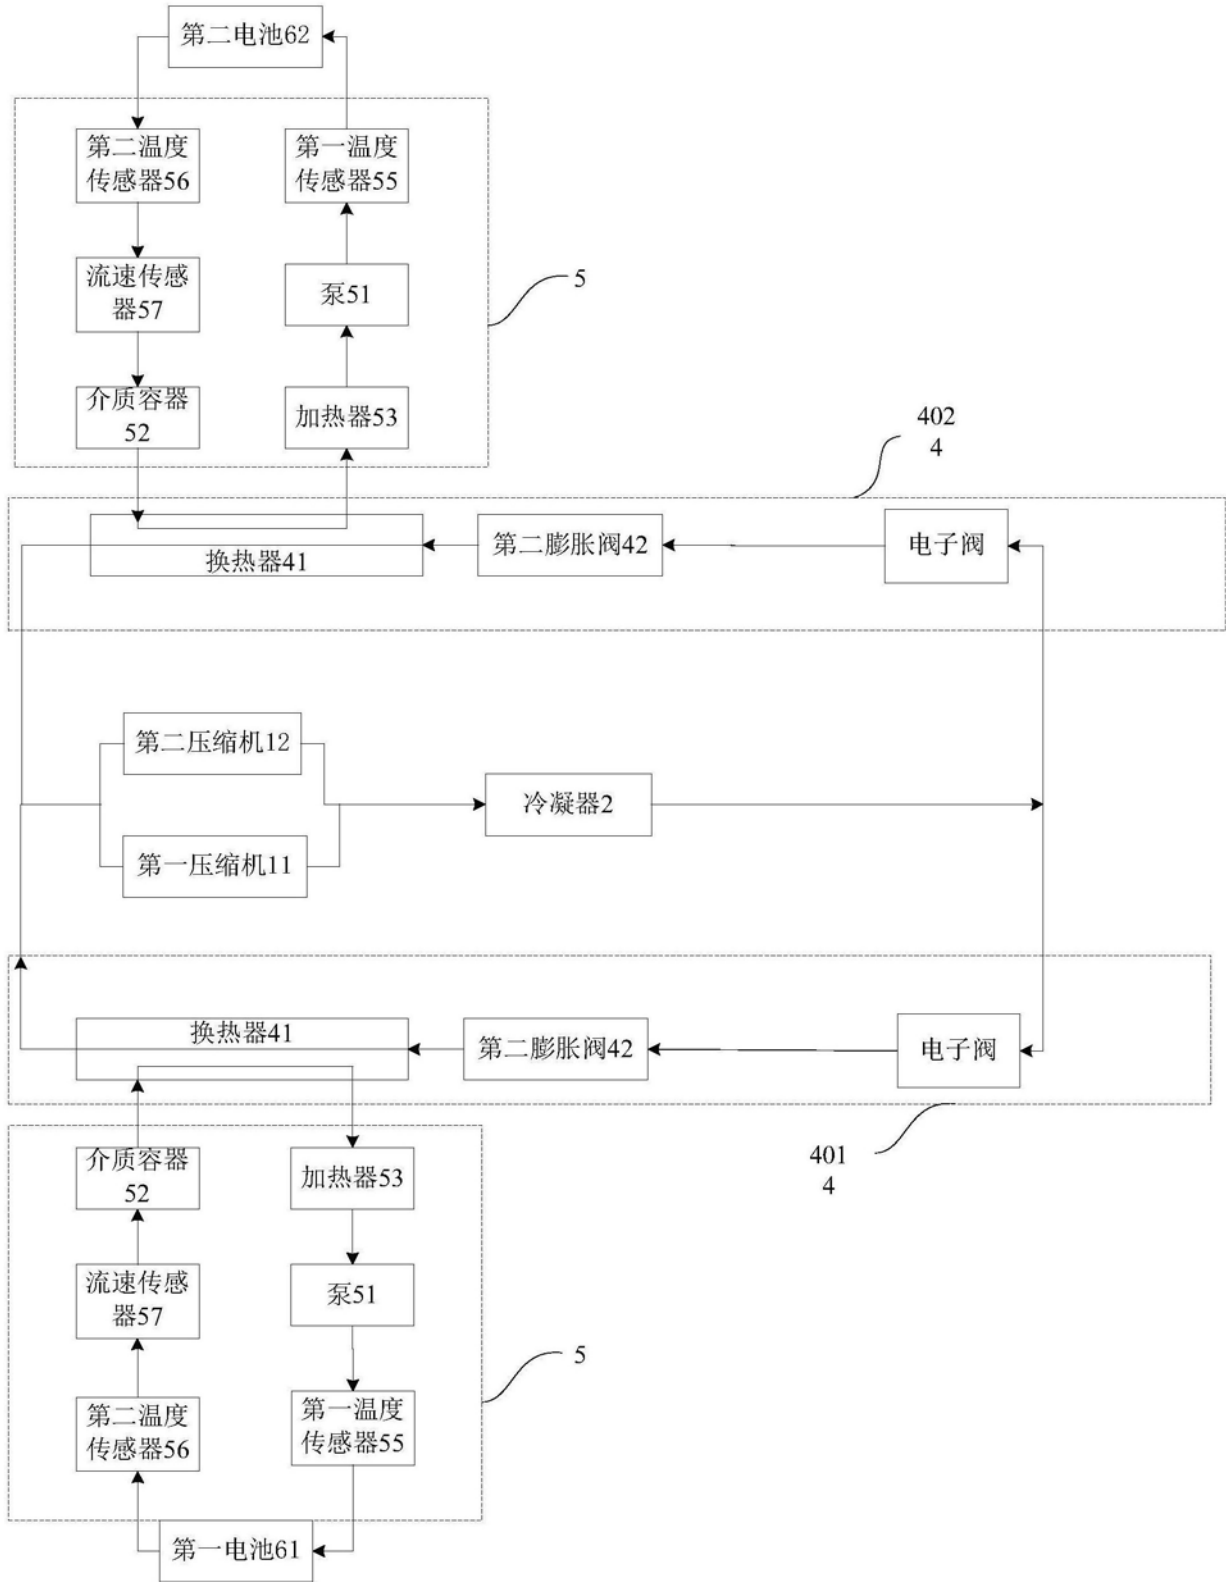 第二电池62
第二温度
传感器56
第一温度
传感器55
流速传感
器57
泵51
5
介质容器
52
加热器53
402
4
换热器41
第二膨胀阀42
电子阀
第二压缩机12
冷凝器2
第一压缩机11
换热器41
第二膨胀阀42
电子阀
401
4
介质容器
52
加热器53
流速传感
器57
泵51
5
第二温度
传感器56
第一温度
传感器55
第一电池61